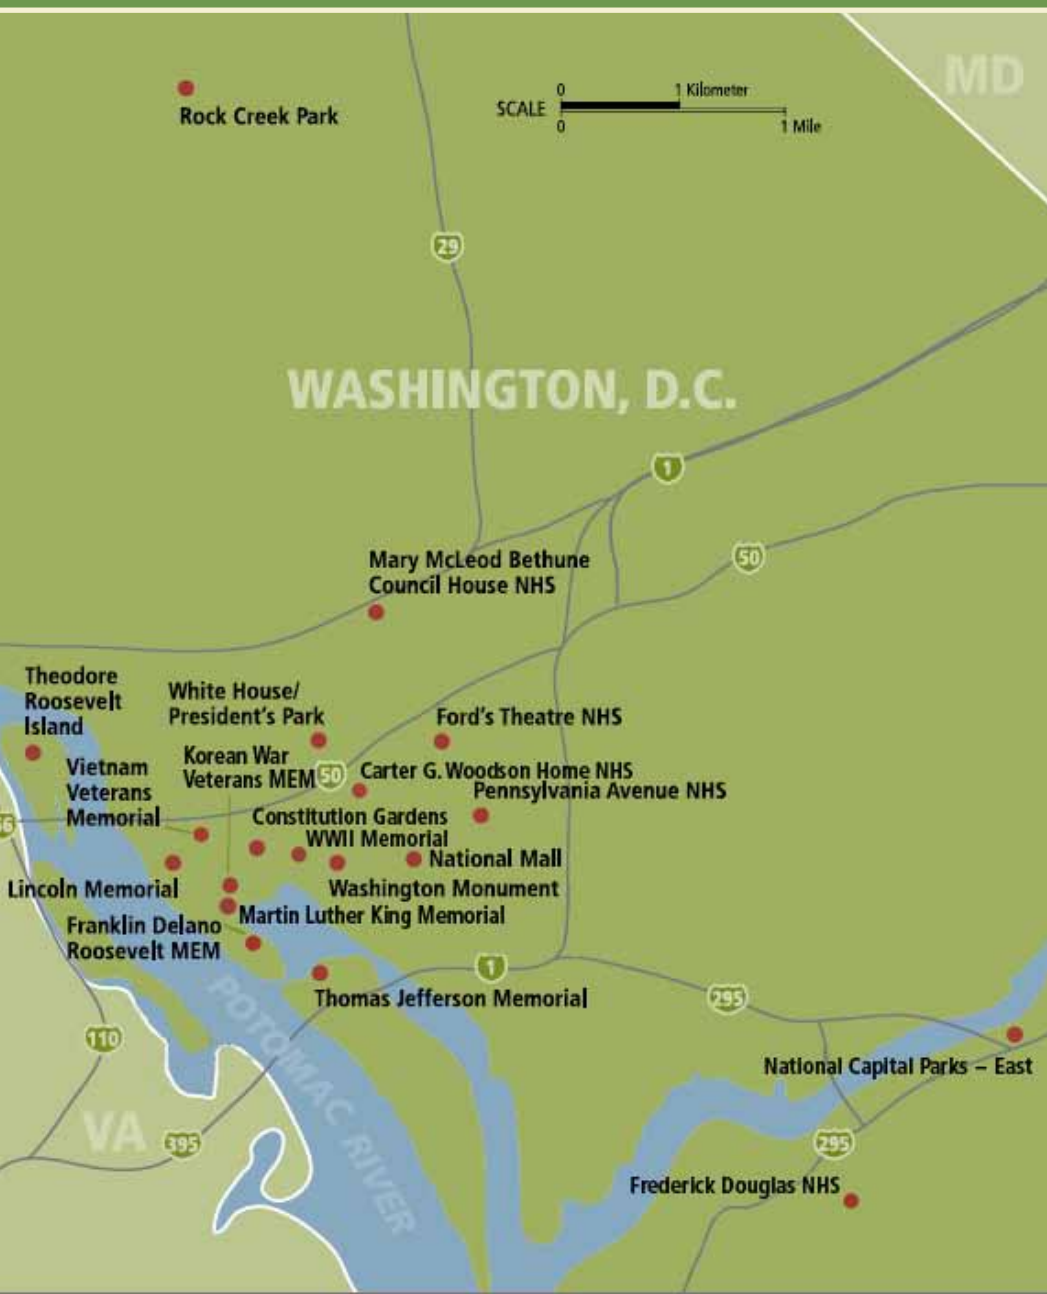 MD
0 1 Kilometer
SCALE
0 1 Mile
Rock Creek Park
29
WASHINGTON, D.C.
1
50
Mary McLeod Bethune
Council House NHS
Theodore
Roosevelt
Island
White House/
President's Park
Ford's Theatre NHS
Korean War
Veterans MEM
50
Carter G. Woodson Home NHS
Vietnam
Veterans
Memorial
Pennsylvania Avenue NHS
66
Constitution Gardens
WWII Memorial
National Mall
Lincoln Memorial
Washington Monument
Martin Luther King Memorial
Franklin Delano
Roosevelt MEM
1
Thomas Jefferson Memorial
295
POTOMAC RIVER
110
National Capital Parks – East
VA
395
295
Frederick Douglas NHS